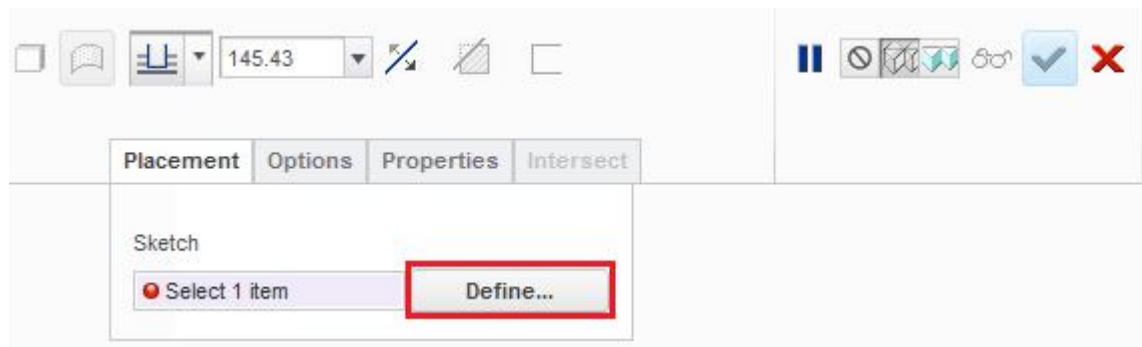 145.43
Placement Options Properties Intersect
Sketch
Select 1 item Define...